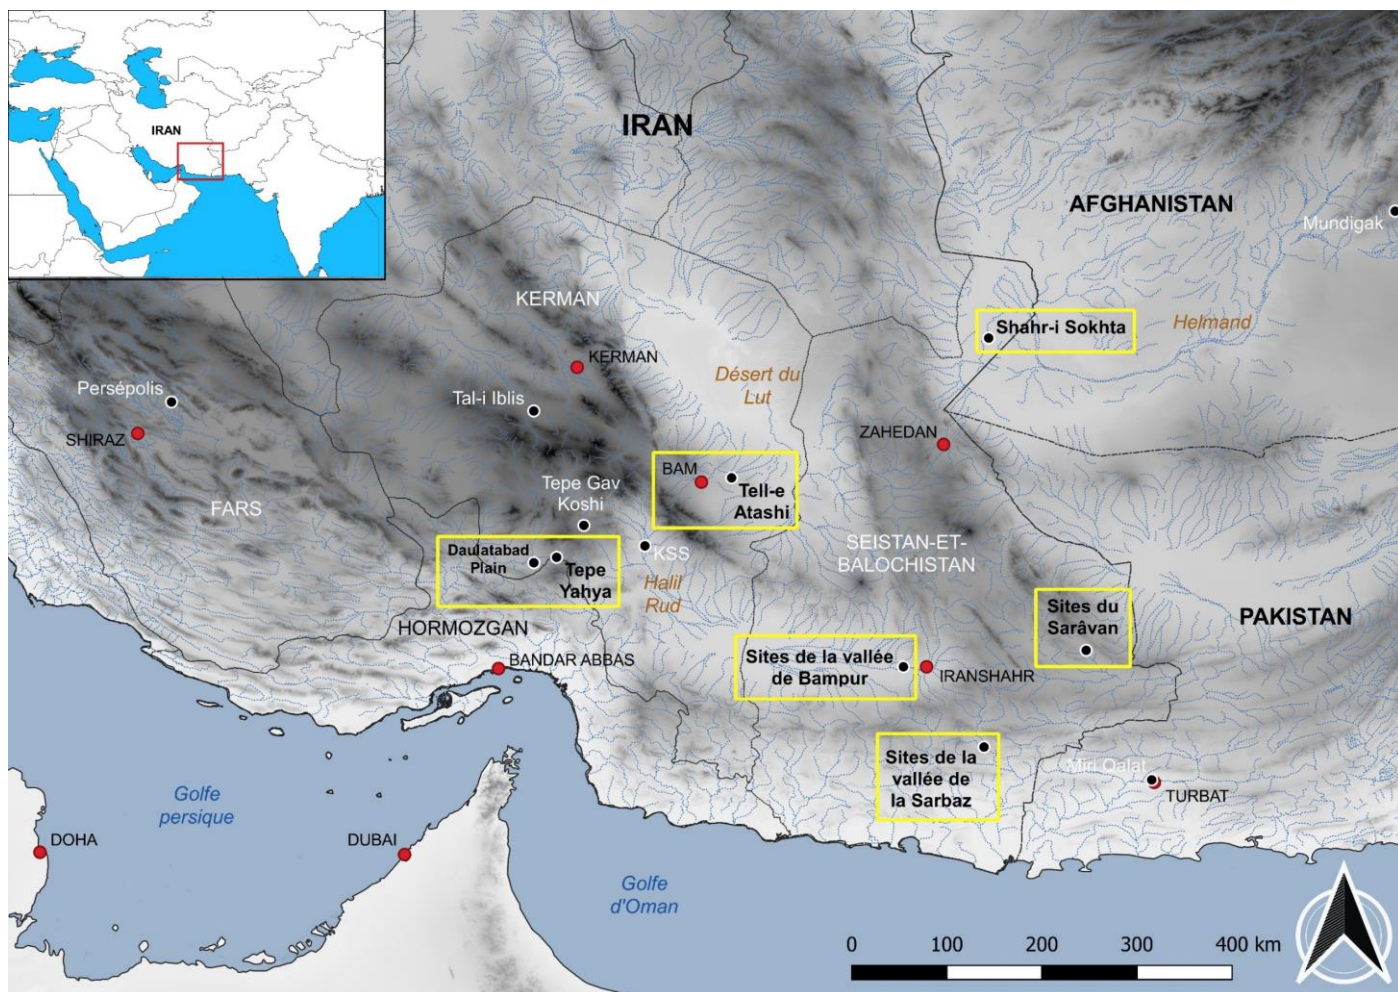 IRAN
IRAN
AFGHANISTAN
Mundigak
KERMAN
Shahr-i Sokhta
Helmand
KERMAN
Désert du
Lut
Persépolis
Tal-i Iblis
SHIRAZ
ZAHEDAN
BAM
Tell-e
Atashi
Tepe Gav
Koshi
FARS
KSS
SEISTAN-ET-
BALOCHISTAN
Daulatabad
Plain
Tepe
Yahya
Halil
Rud
Sites du
Sarâvan
PAKISTAN
HORMOZGAN
BANDAR ABBAS
Sites de la vallée
de Bampur
IRANSHAHR
Sites de la
vallée de
la Sarbaz
Miri Qalat
TURBAT
Golfe
persique
DOHA
DUBAI
Golfe
d'Oman
0 100 200 300 400 km